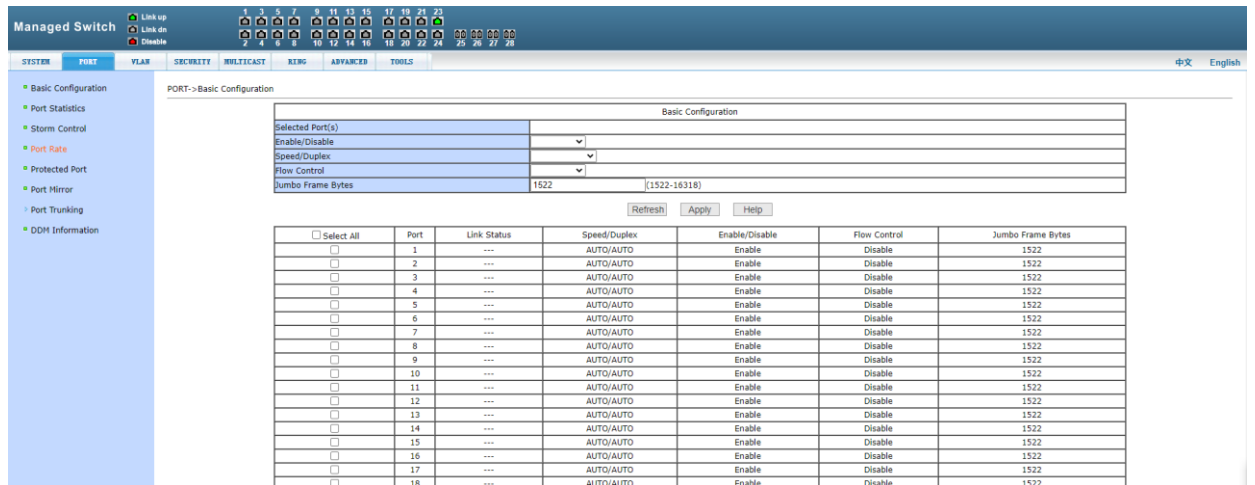 Managed Switch
Link up
Link dn
Disable
1 3 5 7 9 11 13 15 17 19 21 23
2 4 6 8 10 12 14 16 18 20 22 24 25 26 27 28
SYSTEM PORT VLAN SECURITY MULTICAST RING ADVANCED TOOLS 中文 English
Basic Configuration
Port Statistics
Storm Control
Port Rate
Protected Port
Port Mirror
Port Trunking
DDM Information
PORT->Basic Configuration
Basic Configuration
Selected Port(s)
Enable/Disable
Speed/Duplex
Flow Control
Jumbo Frame Bytes 1522 (1522-16318)
Refresh Apply Help
Select All Port Link Status Speed/Duplex Enable/Disable Flow Control Jumbo Frame Bytes
1 --- AUTO/AUTO Enable Disable 1522
2 --- AUTO/AUTO Enable Disable 1522
3 --- AUTO/AUTO Enable Disable 1522
4 --- AUTO/AUTO Enable Disable 1522
5 --- AUTO/AUTO Enable Disable 1522
6 --- AUTO/AUTO Enable Disable 1522
7 --- AUTO/AUTO Enable Disable 1522
8 --- AUTO/AUTO Enable Disable 1522
9 --- AUTO/AUTO Enable Disable 1522
10 --- AUTO/AUTO Enable Disable 1522
11 --- AUTO/AUTO Enable Disable 1522
12 --- AUTO/AUTO Enable Disable 1522
13 --- AUTO/AUTO Enable Disable 1522
14 --- AUTO/AUTO Enable Disable 1522
15 --- AUTO/AUTO Enable Disable 1522
16 --- AUTO/AUTO Enable Disable 1522
17 --- AUTO/AUTO Enable Disable 1522
18 --- AUTO/AUTO Enable Disable 1522